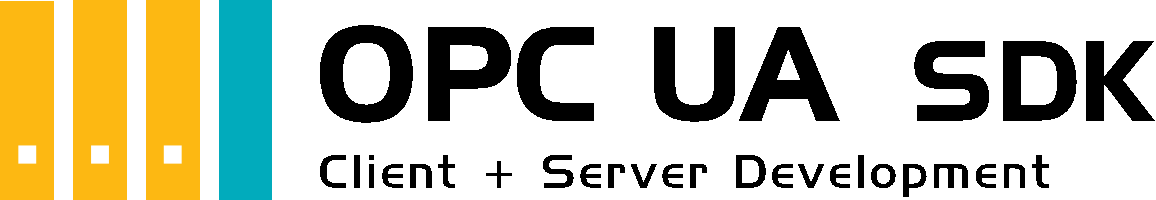 OPC UA SDK
Client + Server Development